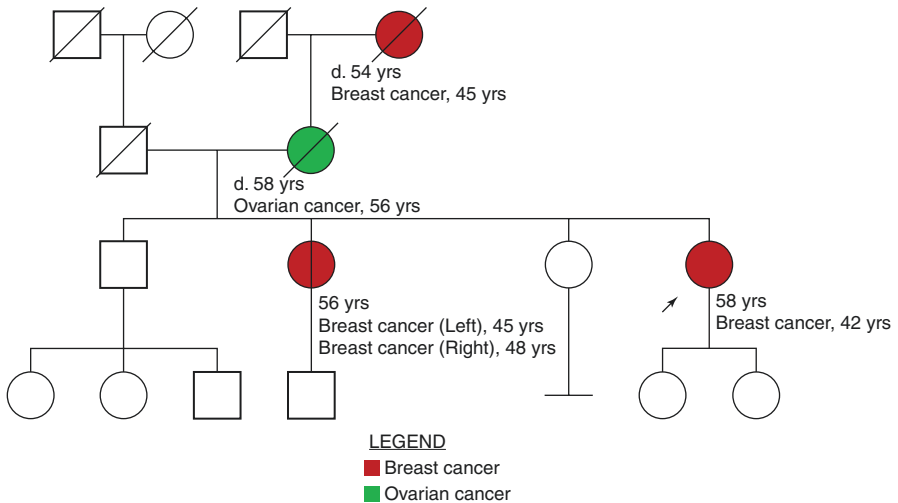 d. 54 yrs
Breast cancer, 45 yrs
d. 58 yrs
Ovarian cancer, 56 yrs
56 yrs
Breast cancer (Left), 45 yrs
Breast cancer (Right), 48 yrs
58 yrs
Breast cancer, 42 yrs
LEGEND
Breast cancer
Ovarian cancer